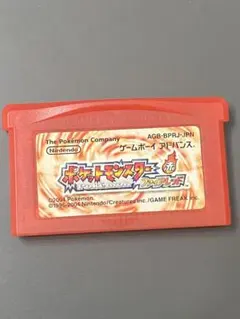 The Pokémon Company
AGB-BPRJ-JPN
Nintendo
ゲームボーイ アドバンス
ポケットモンスター
ファイアレッド
©2004 Pokémon.
©1995-2004 Nintendo/Creatures inc./GAME FREAK inc.